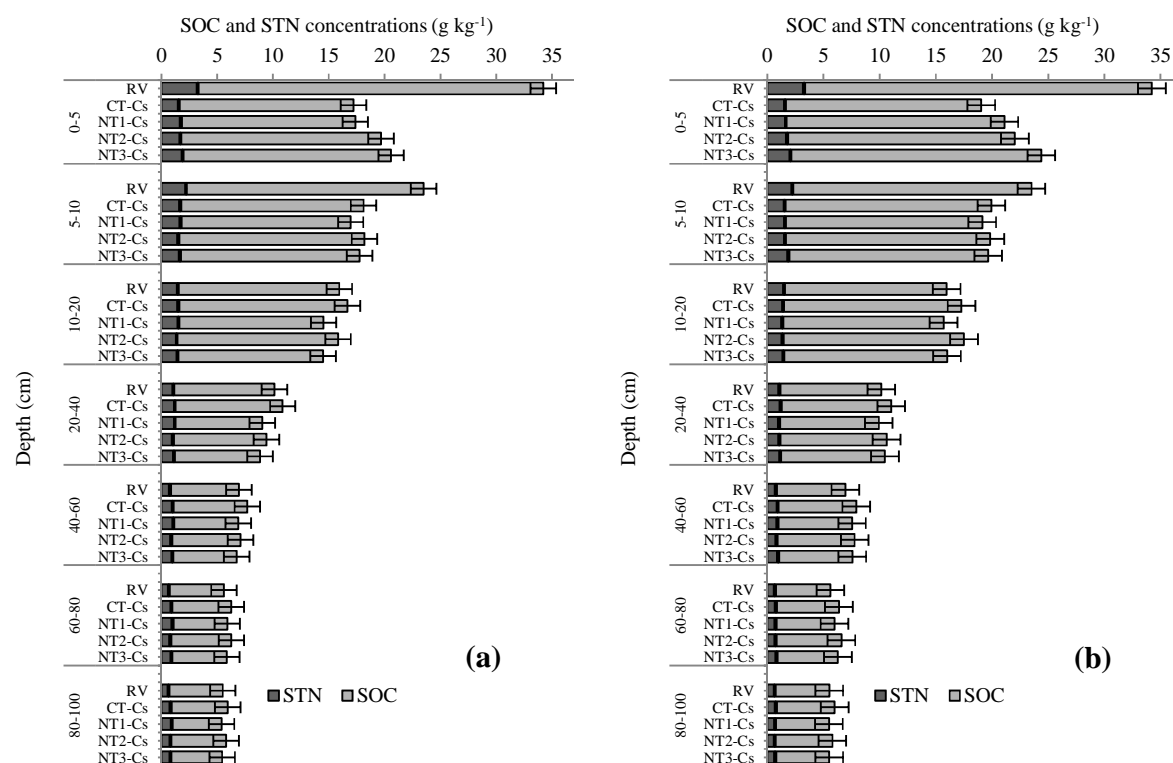 SOC and STN concentrations (g kg⁻¹)
0 5 10 15 20 25 30 35
Depth (cm)
0-5
RV
CT-Cs
NT1-Cs
NT2-Cs
NT3-Cs
5-10
RV
CT-Cs
NT1-Cs
NT2-Cs
NT3-Cs
10-20
RV
CT-Cs
NT1-Cs
NT2-Cs
NT3-Cs
20-40
RV
CT-Cs
NT1-Cs
NT2-Cs
NT3-Cs
40-60
RV
CT-Cs
NT1-Cs
NT2-Cs
NT3-Cs
60-80
RV
CT-Cs
NT1-Cs
NT2-Cs
NT3-Cs
80-100
RV
CT-Cs
NT1-Cs
NT2-Cs
NT3-Cs
(a)
STN SOC
SOC and STN concentrations (g kg⁻¹)
0 5 10 15 20 25 30 35
Depth (cm)
0-5
RV
CT-Cs
NT1-Cs
NT2-Cs
NT3-Cs
5-10
RV
CT-Cs
NT1-Cs
NT2-Cs
NT3-Cs
10-20
RV
CT-Cs
NT1-Cs
NT2-Cs
NT3-Cs
20-40
RV
CT-Cs
NT1-Cs
NT2-Cs
NT3-Cs
40-60
RV
CT-Cs
NT1-Cs
NT2-Cs
NT3-Cs
60-80
RV
CT-Cs
NT1-Cs
NT2-Cs
NT3-Cs
80-100
RV
CT-Cs
NT1-Cs
NT2-Cs
NT3-Cs
(b)
STN SOC